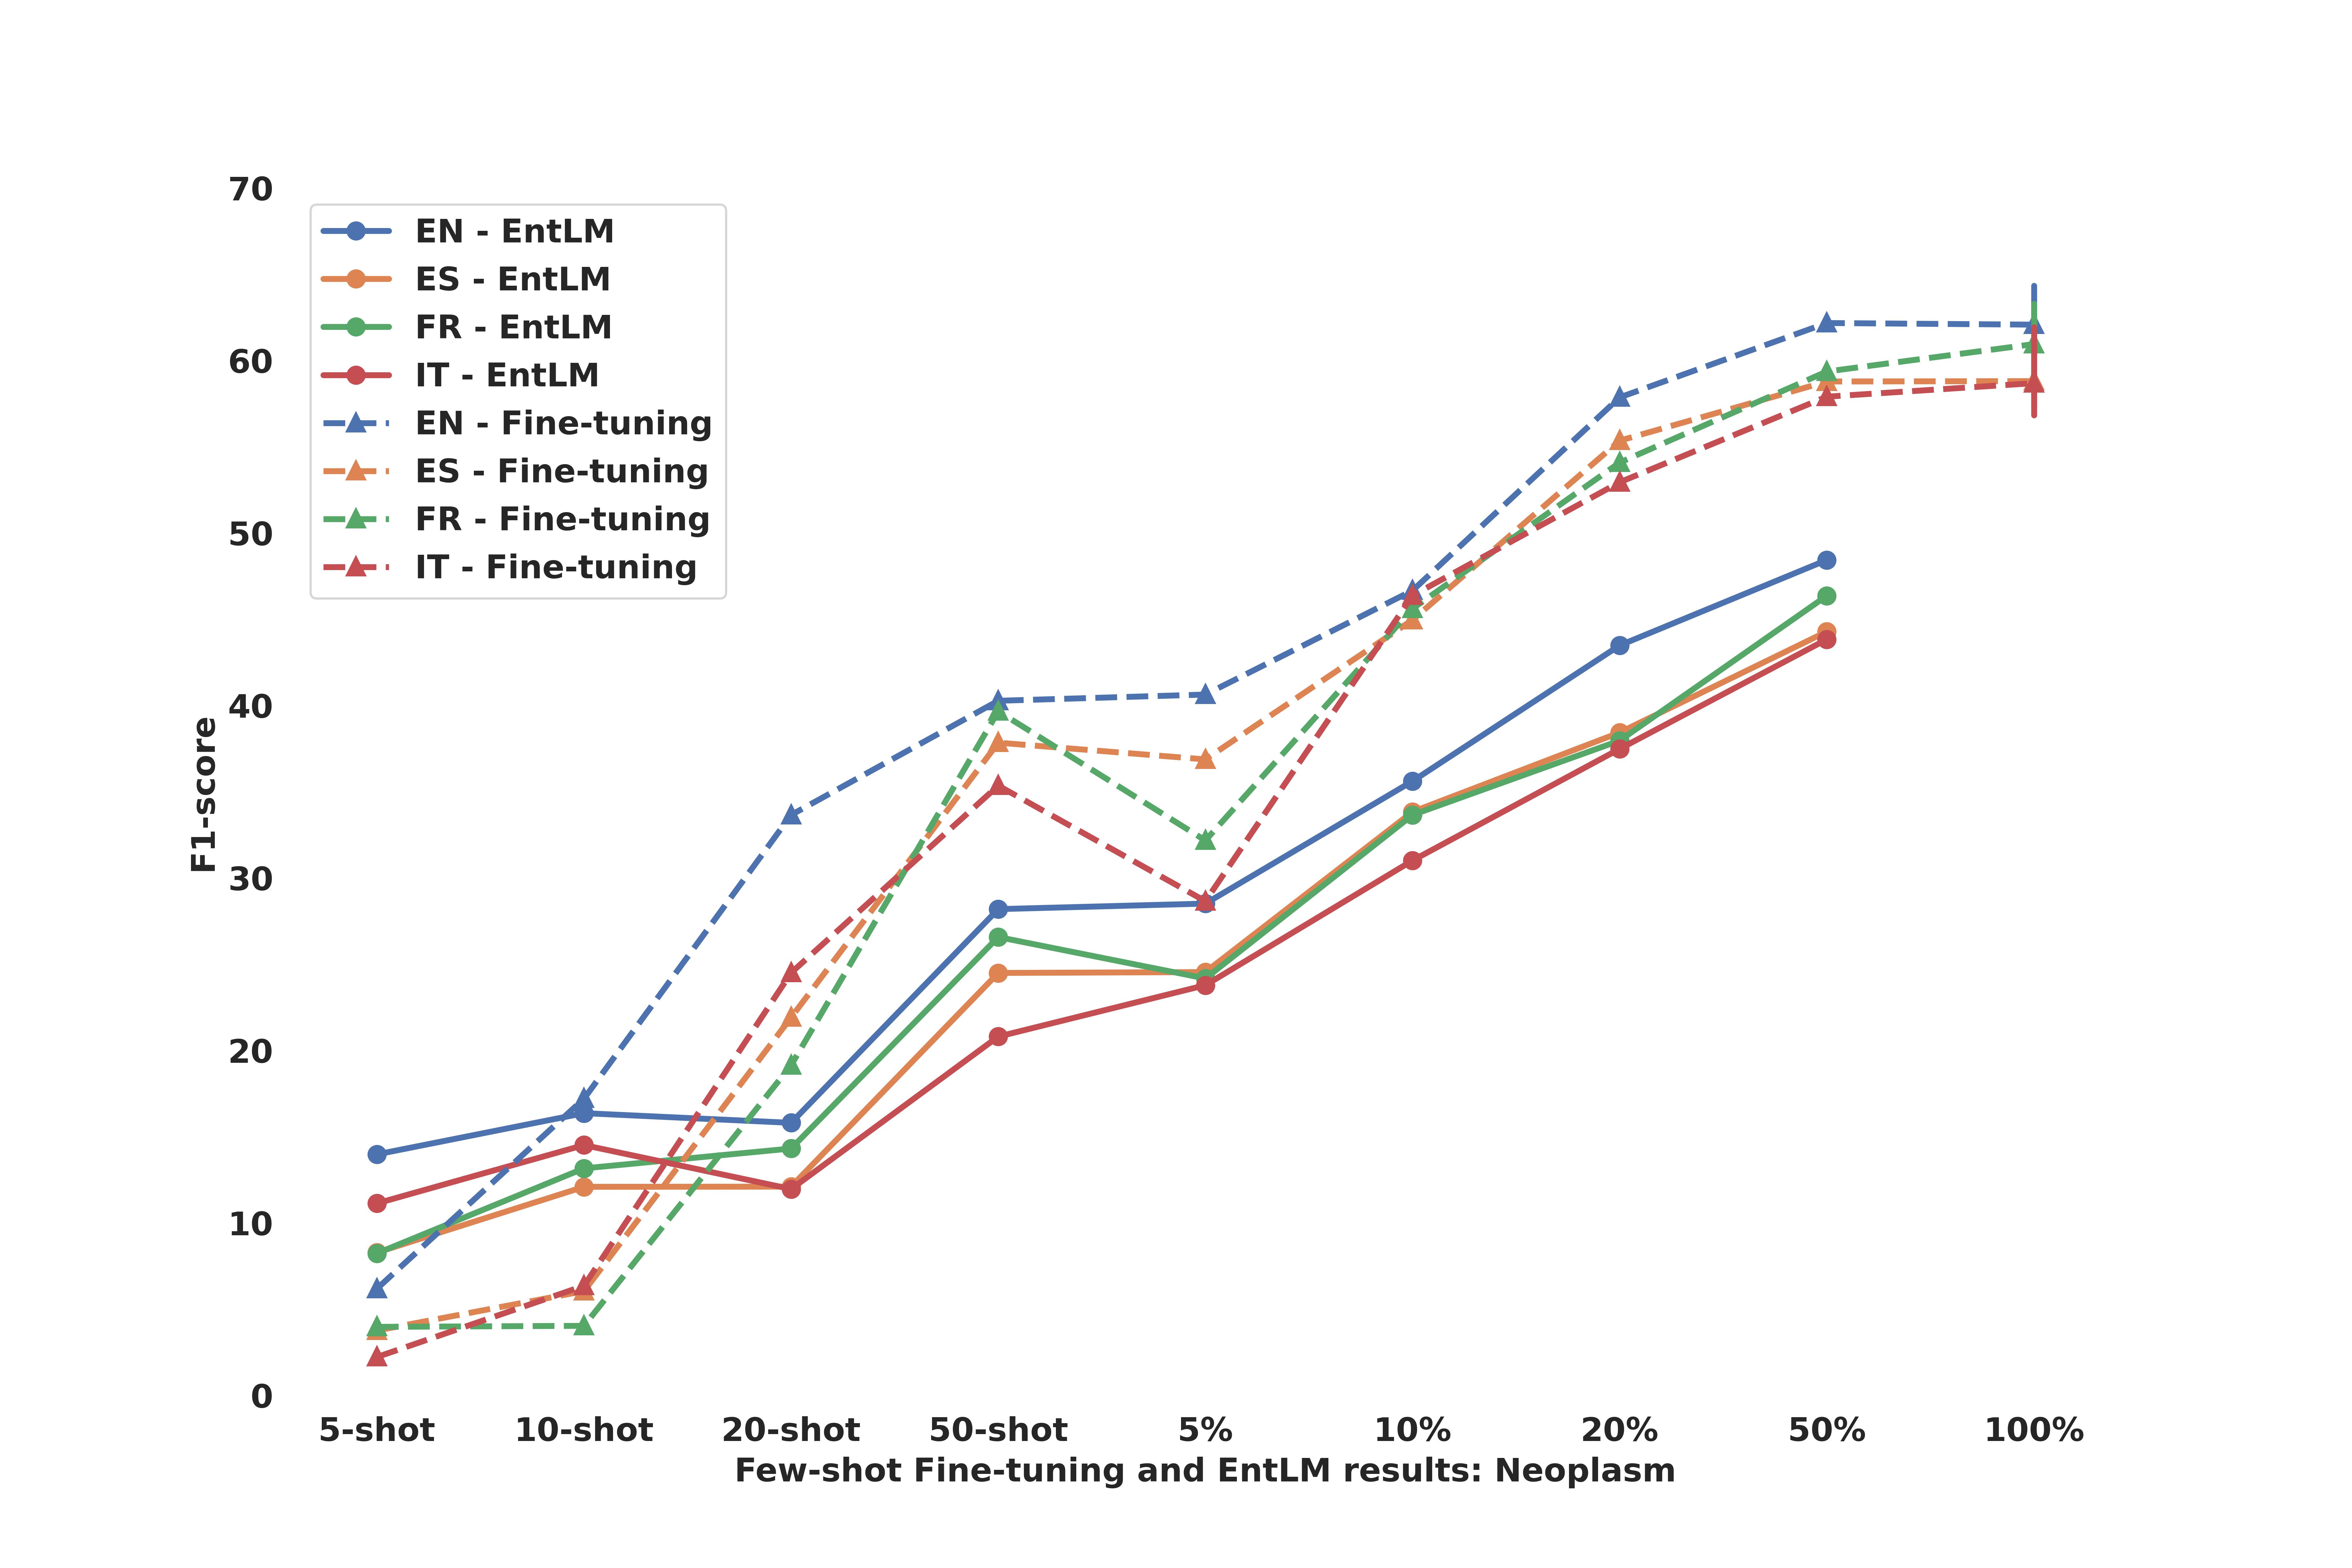 70
60
50
40
30
20
10
0
F1-score
EN - EntLM
ES - EntLM
FR - EntLM
IT - EntLM
EN - Fine-tuning
ES - Fine-tuning
FR - Fine-tuning
IT - Fine-tuning
5-shot 10-shot 20-shot 50-shot 5% 10% 20% 50% 100%
Few-shot Fine-tuning and EntLM results: Neoplasm